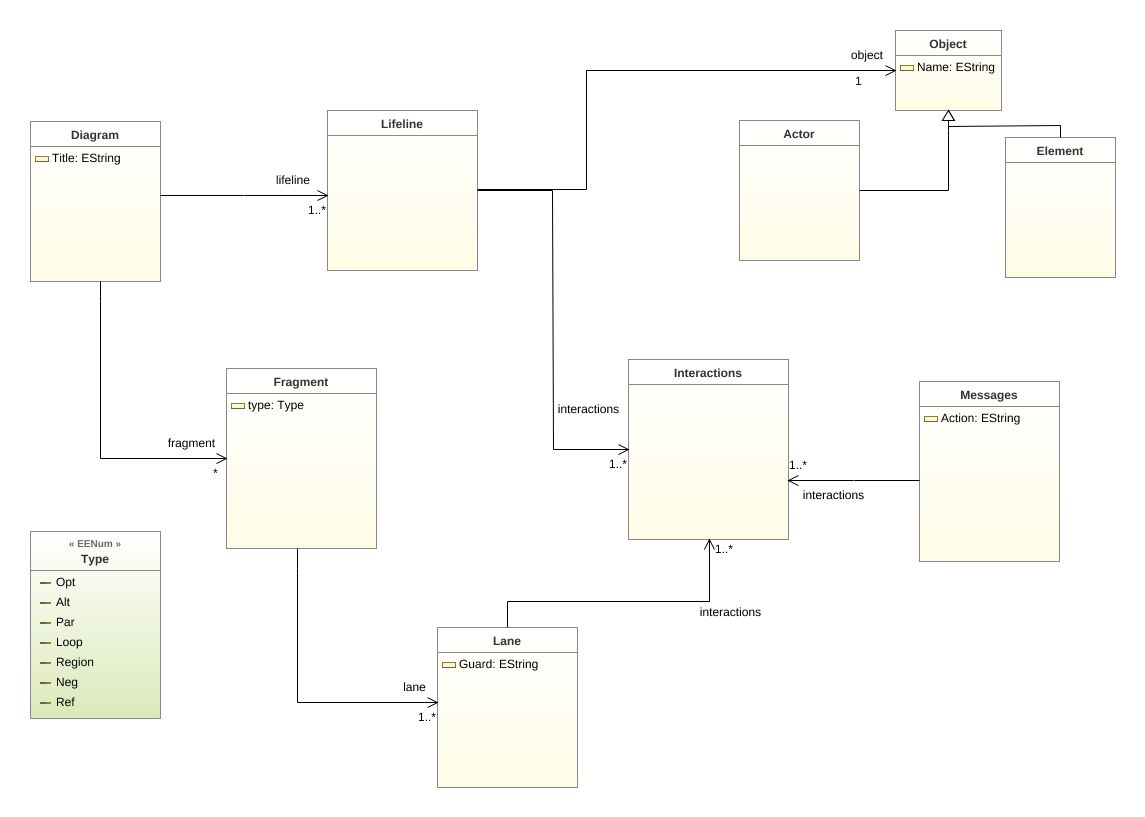 Object
Name: EString
object
1
Diagram
Title: EString
lifeline
1..*
Lifeline
Actor
Element
Fragment
type: Type
fragment
*
Interactions
interactions
1..*
Messages
Action: EString
1..*
interactions
« EENum »
Type
Opt
Alt
Par
Loop
Region
Neg
Ref
1..*
interactions
Lane
Guard: EString
lane
1..*